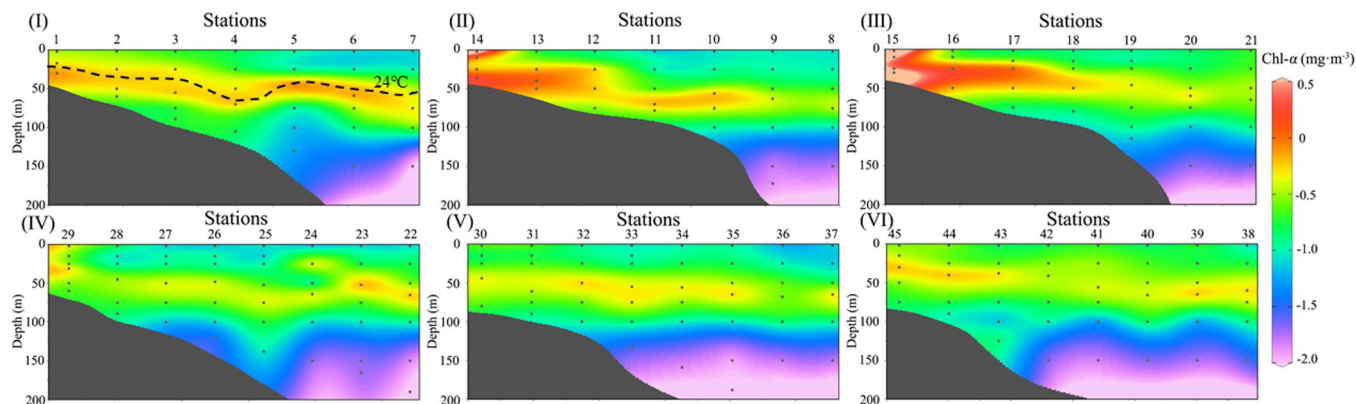 (I) Stations
1 2 3 4 5 6 7
0
50
100
150
200
Depth (m)
24℃
(II) Stations
14 13 12 11 10 9 8
0
50
100
150
200
Depth (m)
(III) Stations
15 16 17 18 19 20 21
0
50
100
150
200
Depth (m)
Chl-α (mg·m⁻³)
0.5
0
-0.5
-1.0
-1.5
-2.0
(IV) Stations
29 28 27 26 25 24 23 22
0
50
100
150
200
Depth (m)
(V) Stations
30 31 32 33 34 35 36 37
0
50
100
150
200
Depth (m)
(VI) Stations
45 44 43 42 41 40 39 38
0
50
100
150
200
Depth (m)